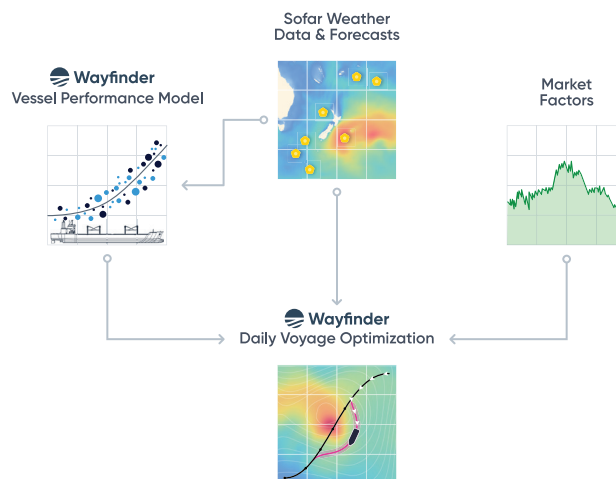 Sofar Weather
Data & Forecasts
Wayfinder
Vessel Performance Model
Market
Factors
Wayfinder
Daily Voyage Optimization